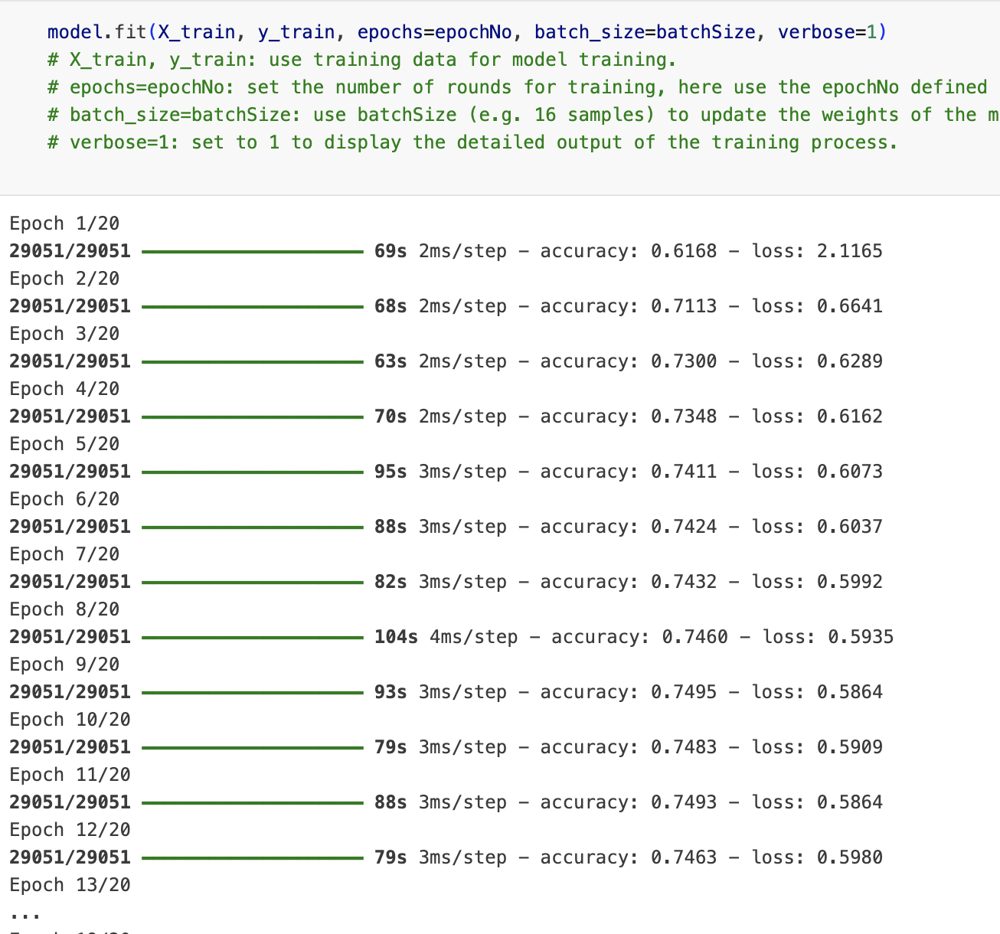 model.fit(X_train, y_train, epochs=epochNo, batch_size=batchSize, verbose=1)
# X_train, y_train: use training data for model training.
# epochs=epochNo: set the number of rounds for training, here use the epochNo defined
# batch_size=batchSize: use batchSize (e.g. 16 samples) to update the weights of the
# verbose=1: set to 1 to display the detailed output of the training process.
Epoch 1/20
29051/29051 69s 2ms/step - accuracy: 0.6168 - loss: 2.1165
Epoch 2/20
29051/29051 68s 2ms/step - accuracy: 0.7113 - loss: 0.6641
Epoch 3/20
29051/29051 63s 2ms/step - accuracy: 0.7300 - loss: 0.6289
Epoch 4/20
29051/29051 70s 2ms/step - accuracy: 0.7348 - loss: 0.6162
Epoch 5/20
29051/29051 95s 3ms/step - accuracy: 0.7411 - loss: 0.6073
Epoch 6/20
29051/29051 88s 3ms/step - accuracy: 0.7424 - loss: 0.6037
Epoch 7/20
29051/29051 82s 3ms/step - accuracy: 0.7432 - loss: 0.5992
Epoch 8/20
29051/29051 104s 4ms/step - accuracy: 0.7460 - loss: 0.5935
Epoch 9/20
29051/29051 93s 3ms/step - accuracy: 0.7495 - loss: 0.5864
Epoch 10/20
29051/29051 79s 3ms/step - accuracy: 0.7483 - loss: 0.5909
Epoch 11/20
29051/29051 88s 3ms/step - accuracy: 0.7493 - loss: 0.5864
Epoch 12/20
29051/29051 79s 3ms/step - accuracy: 0.7463 - loss: 0.5980
Epoch 13/20
...